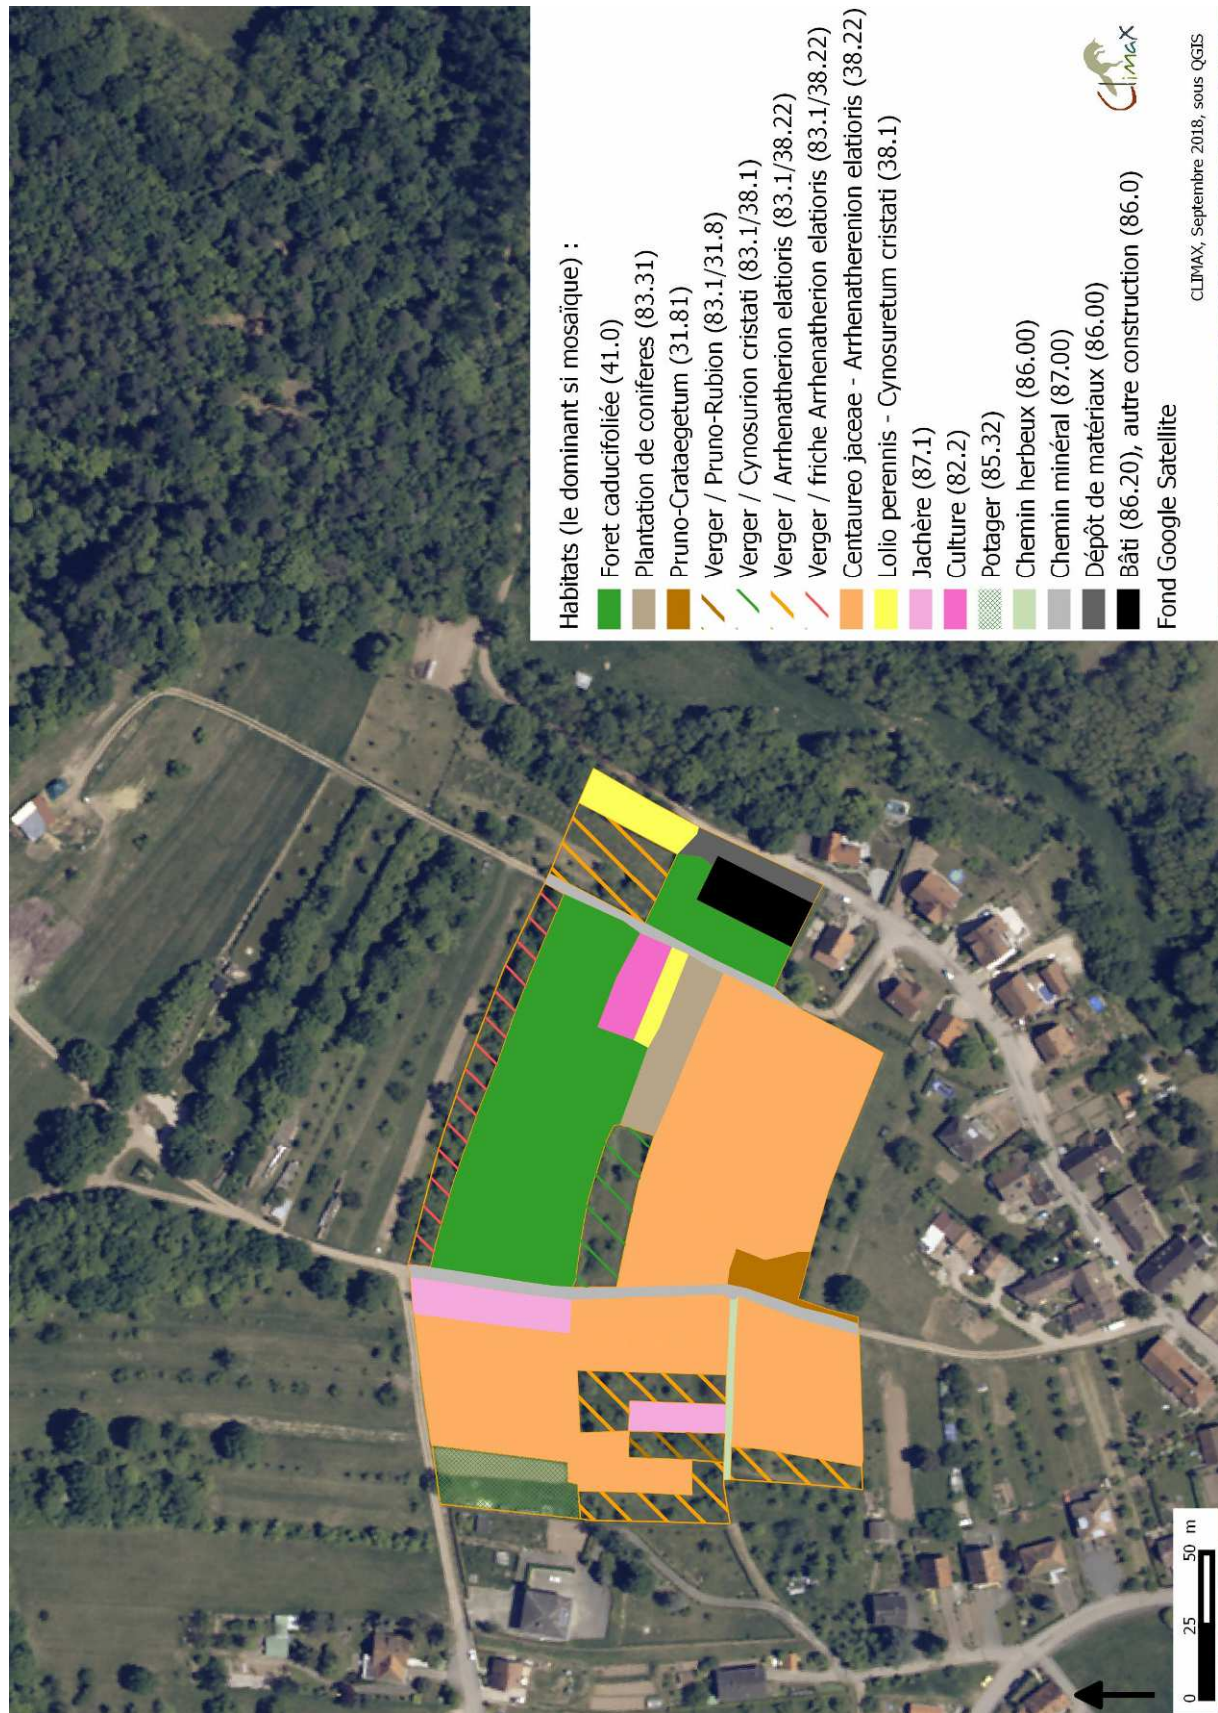 Habitats (le dominant si mosaïque) :
Foret caducifoliée (41.0)
Plantation de coniferes (83.31)
Pruno-Crataegetum (31.81)
Verger / Pruno-Rubion (83.1/31.8)
Verger / Cynosurion cristati (83.1/38.1)
Verger / Arrhenatherion elatioris (83.1/38.22)
Verger / friche Arrhenatherion elatioris (83.1/38.22)
Centaureo jaceae - Arrhenatherenion elatioris (38.22)
Lolio perennis - Cynosuretum cristati (38.1)
Jachère (87.1)
Culture (82.2)
Potager (85.32)
Chemin herbeux (86.00)
Chemin minéral (87.00)
Dépôt de matériaux (86.00)
Bâti (86.20), autre construction (86.0)
Fond Google Satellite
Climax
CLIMAX, Septembre 2018, sous QGIS
0 25 50 m